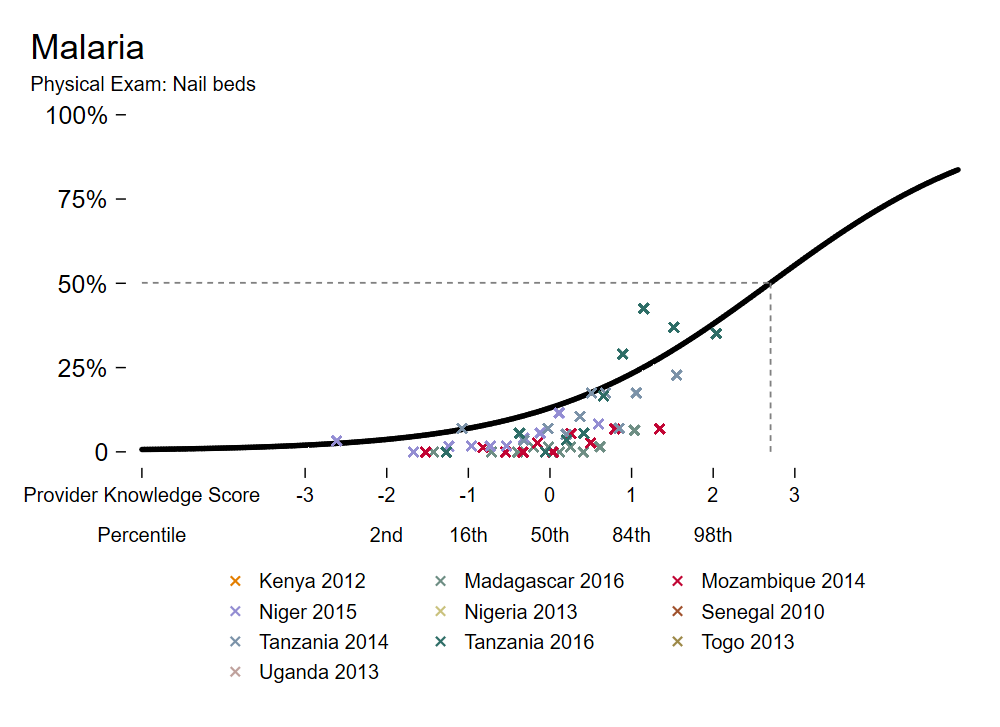 Malaria
Physical Exam: Nail beds
100%
75%
50%
25%
0
Provider Knowledge Score -3 -2 -1 0 1 2 3
Percentile 2nd 16th 50th 84th 98th
Kenya 2012 Madagascar 2016 Mozambique 2014
Niger 2015 Nigeria 2013 Senegal 2010
Tanzania 2014 Tanzania 2016 Togo 2013
Uganda 2013